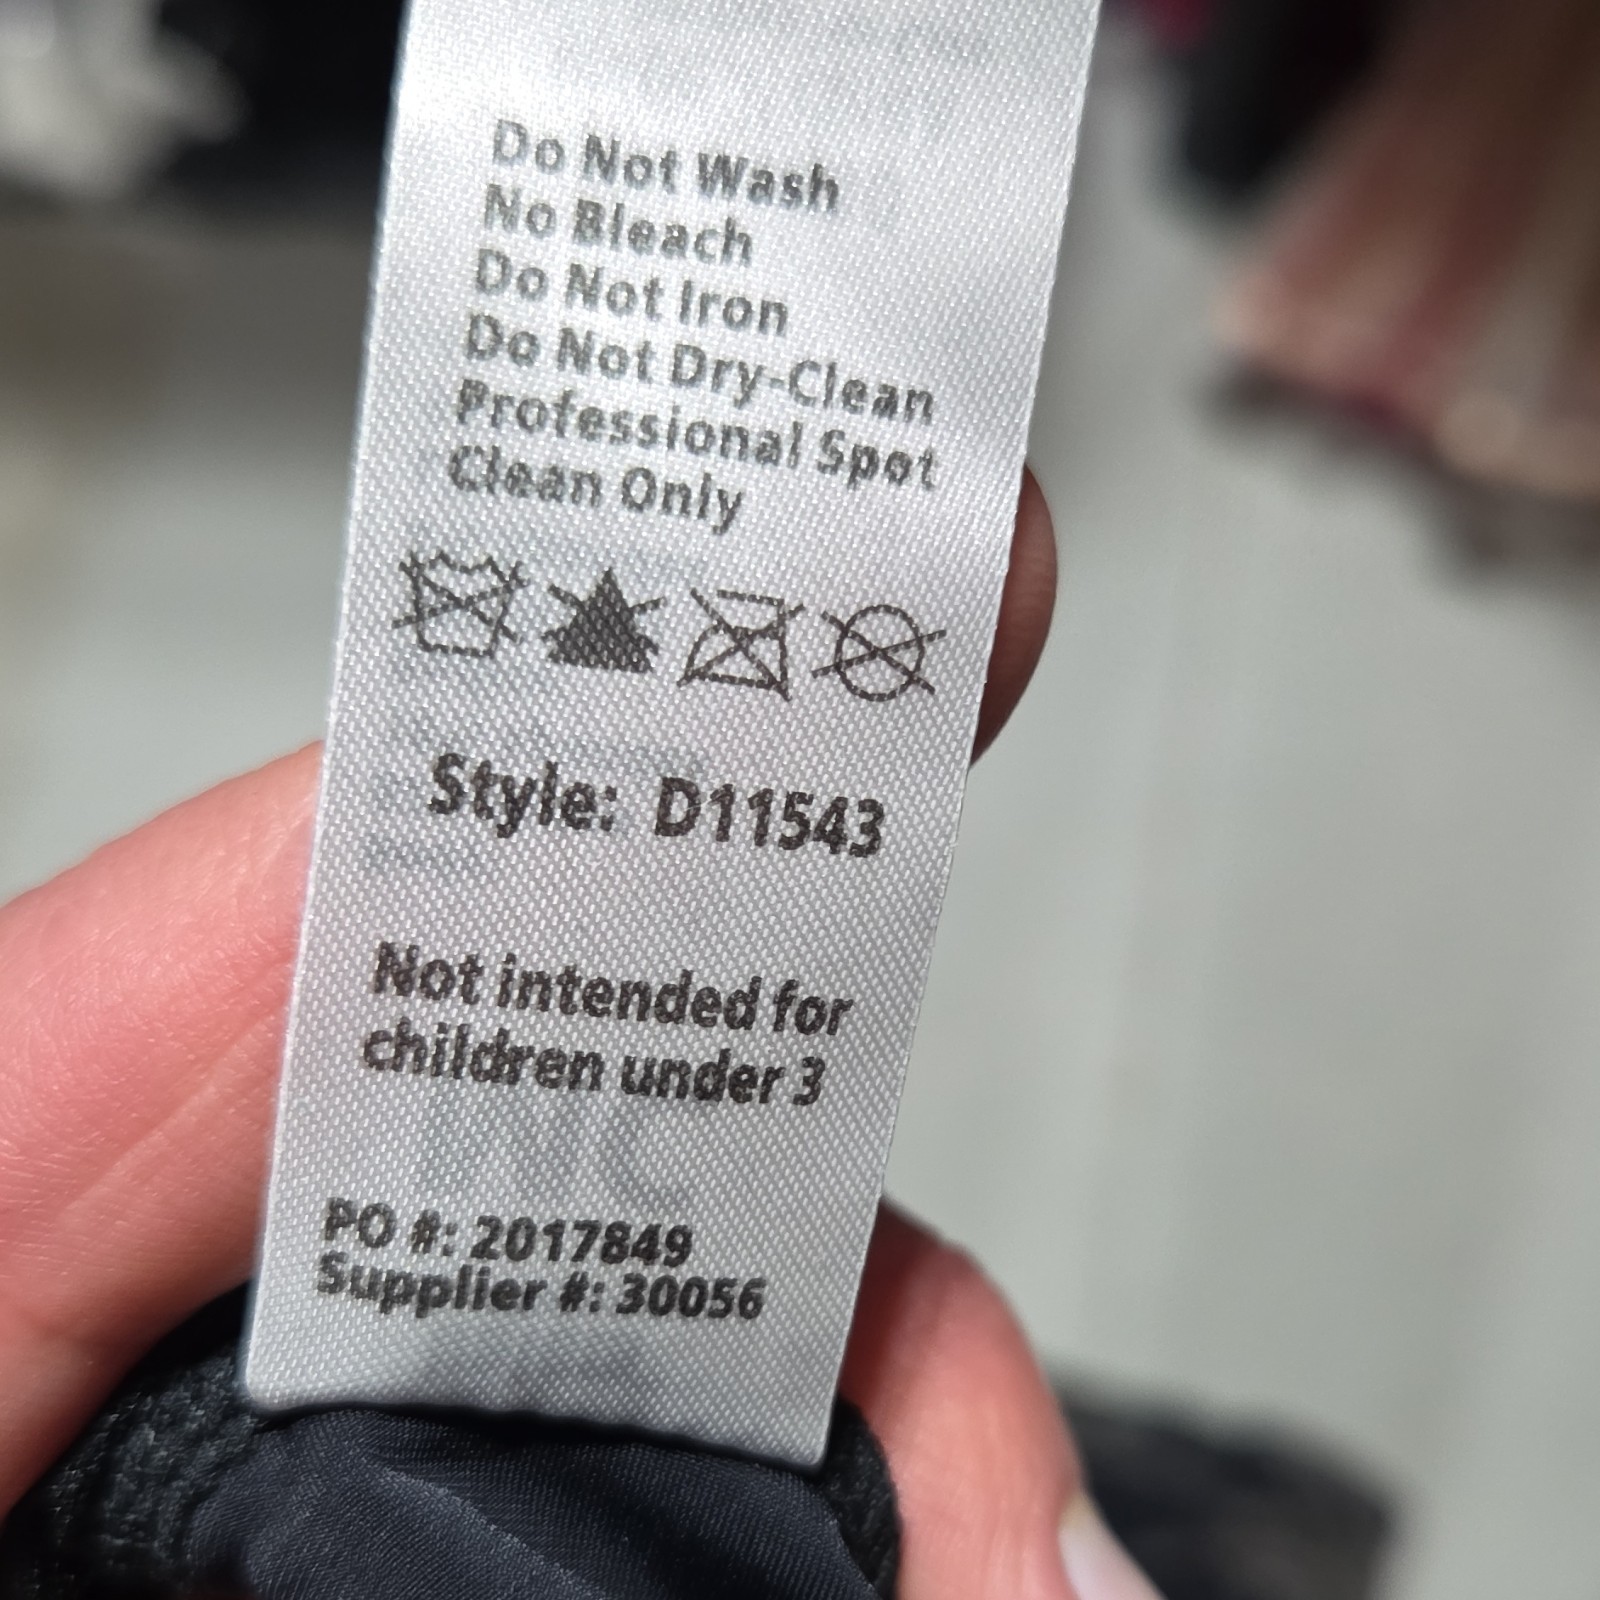 Do Not Wash
No Bleach
Do Not Iron
Do Not Dry-Clean
Professional Spot
Clean Only
Style: D11543
Not intended for
children under 3
PO #: 2017849
Supplier #: 30056